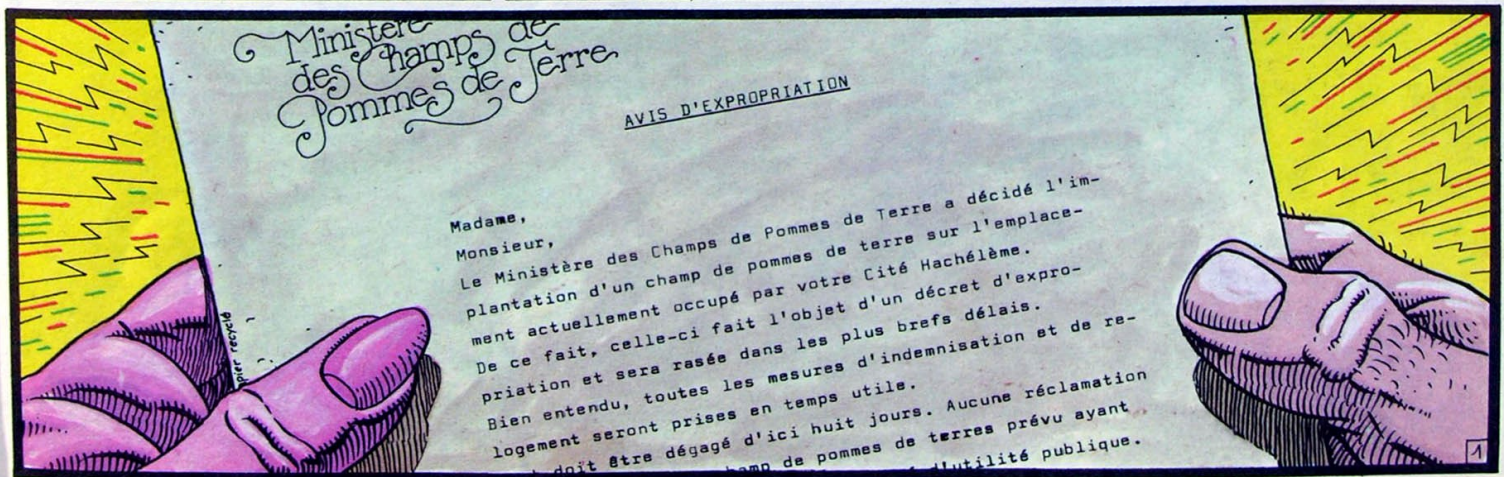 Ministère
des Champs de
Pommes de Terre
AVIS D'EXPROPRIATION
Madame,
Monsieur,
Le Ministère des Champs de Pommes de Terre a décidé l'im-
plantation d'un champ de pommes de terre sur l'emplace-
ment actuellement occupé par votre Cité Hachélème.
De ce fait, celle-ci fait l'objet d'un décret d'expro-
priation et sera rasée dans les plus brefs délais.
Bien entendu, toutes les mesures d'indemnisation et de re-
logement seront prises en temps utile.
doit être dégagé d'ici huit jours. Aucune réclamation
de pommes de terres prévu ayant
d'utilité publique.
recyclé
1